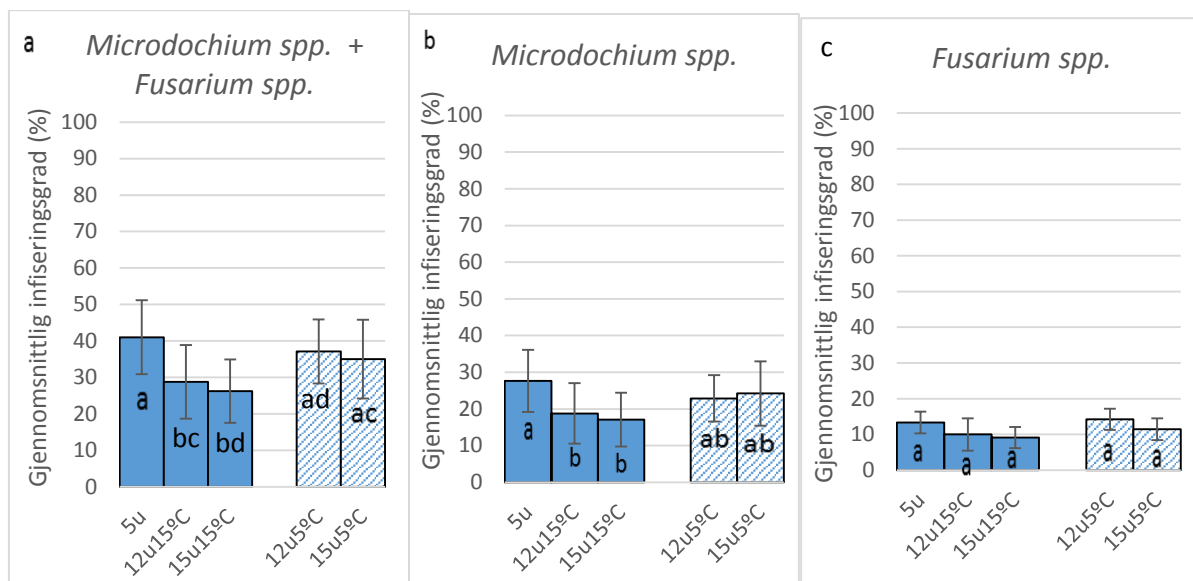 a
Microdochium spp. +
Fusarium spp.
Gjennomsnittlig infiseringsgrad (%)
100
90
80
70
60
50
40
30
20
10
0
a
bc
bd
ad
ac
5u
12u15ºC
15u15ºC
12u5ºC
15u5ºC
b
Microdochium spp.
Gjennomsnittlig infiseringsgrad (%)
100
90
80
70
60
50
40
30
20
10
0
a
b
b
ab
ab
5u
12u15ºC
15u15ºC
12u5ºC
15u5ºC
c
Fusarium spp.
Gjennomsnittlig infiseringsgrad (%)
100
90
80
70
60
50
40
30
20
10
0
a
a
a
a
a
5u
12u15ºC
15u15ºC
12u5ºC
15u5ºC